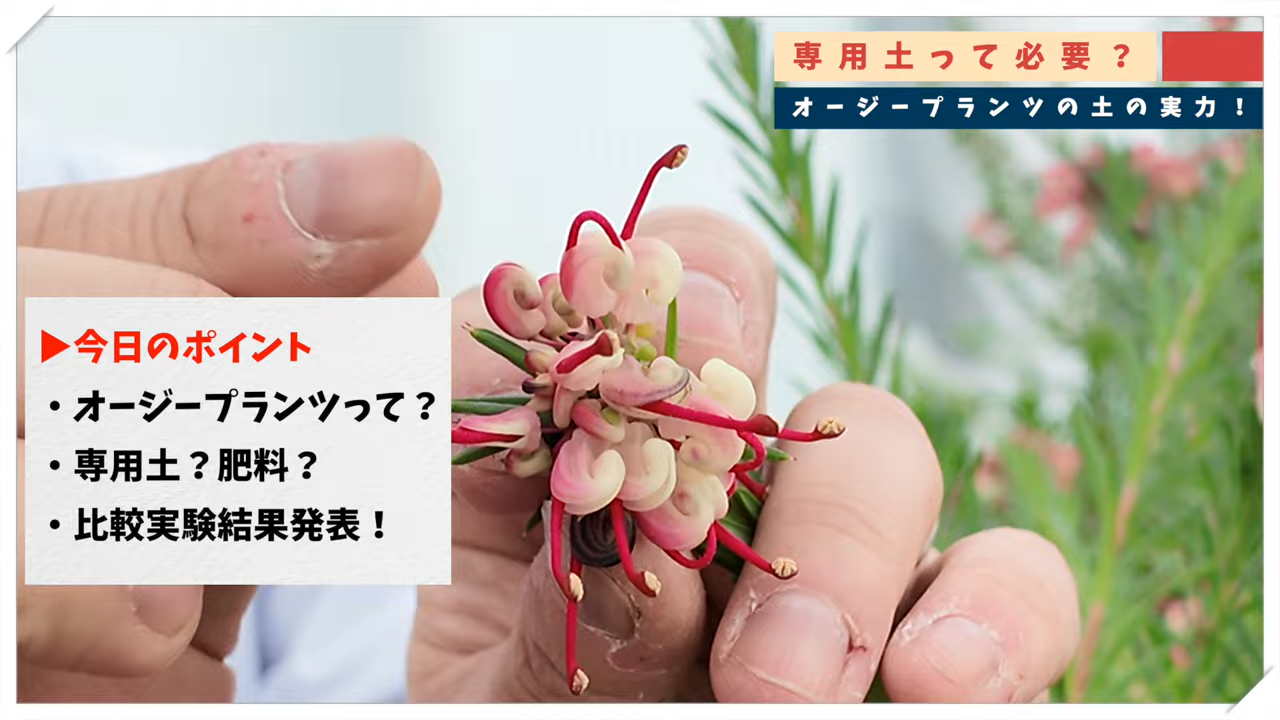 専用土って必要？
オージープランツの土の実力！
▶今日のポイント
・オージープランツって？
・専用土？肥料？
・比較実験結果発表！